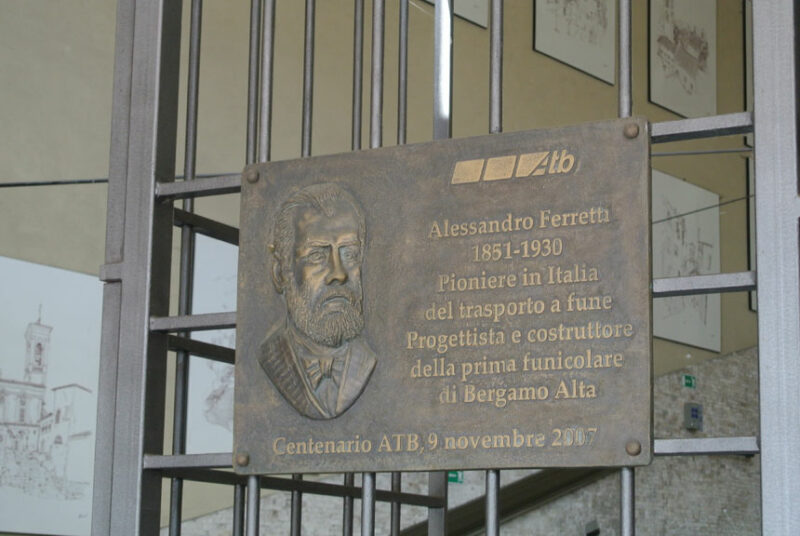 Atb
Alessandro Ferretti
1851-1930
Pioniere in Italia
del trasporto a fune
Progettista e costruttore
della prima funicolare
di Bergamo Alta
Centenario ATB, 9 novembre 2007